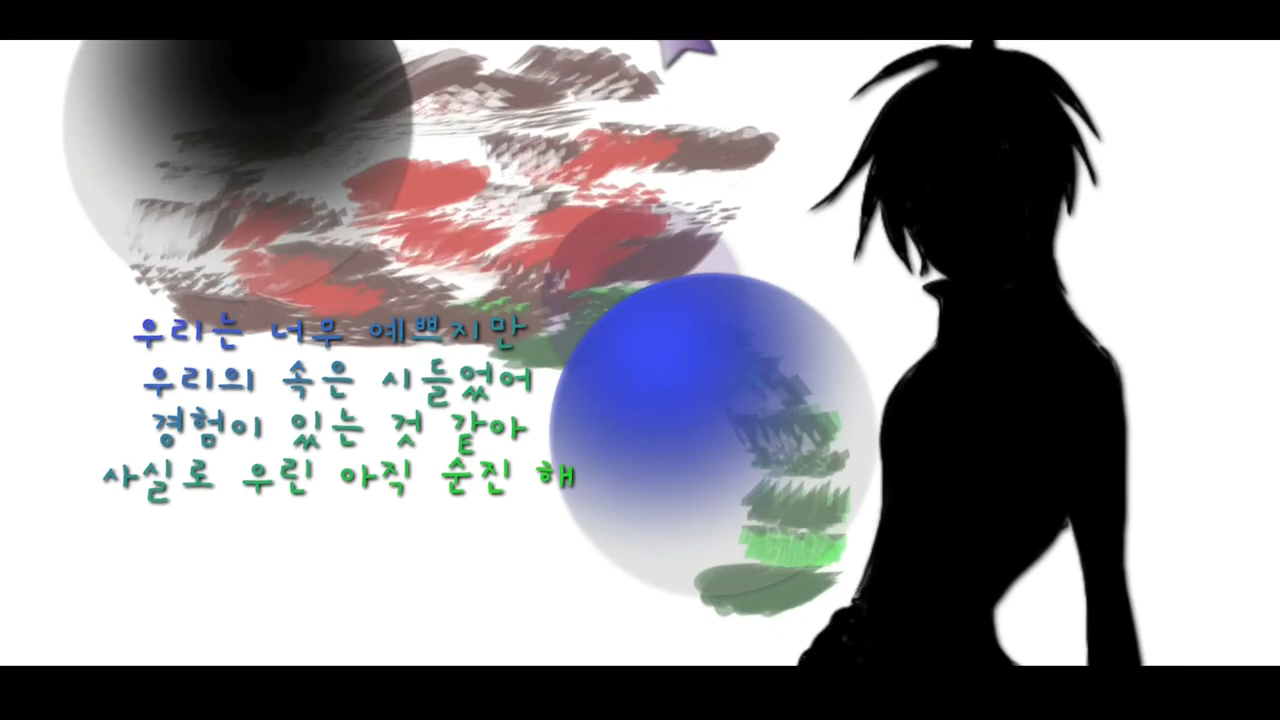 우리는 너무 예쁘지만
우리의 속은 시들었어
경험이 있는 것 같아
사실로 우린 아직 순진 해